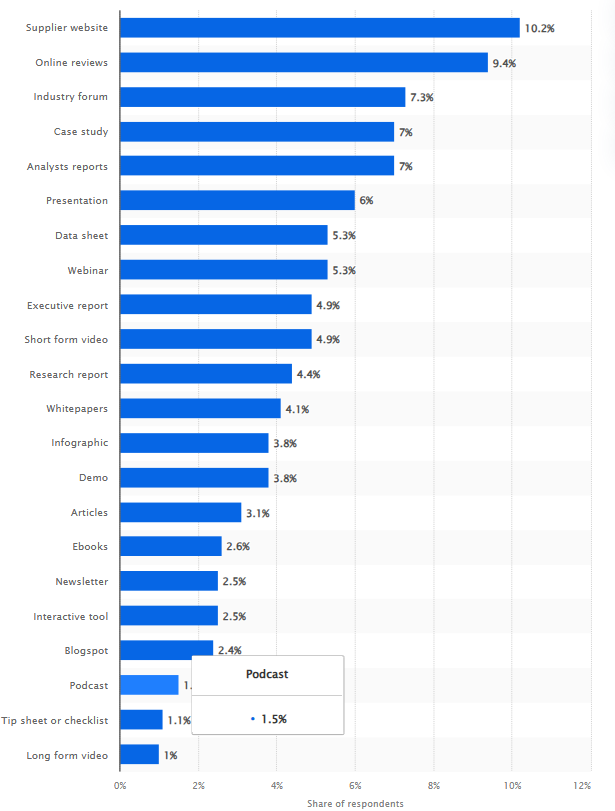 Supplier website 10.2%
Online reviews 9.4%
Industry forum 7.3%
Case study 7%
Analysts reports 7%
Presentation 6%
Data sheet 5.3%
Webinar 5.3%
Executive report 4.9%
Short form video 4.9%
Research report 4.4%
Whitepapers 4.1%
Infographic 3.8%
Demo 3.8%
Articles 3.1%
Ebooks 2.6%
Newsletter 2.5%
Interactive tool 2.5%
Blogspot 2.4%
Podcast 1.
Podcast
• 1.5%
Tip sheet or checklist 1.1%
Long form video 1%
0% 2% 4% 6% 8% 10% 12%
Share of respondents